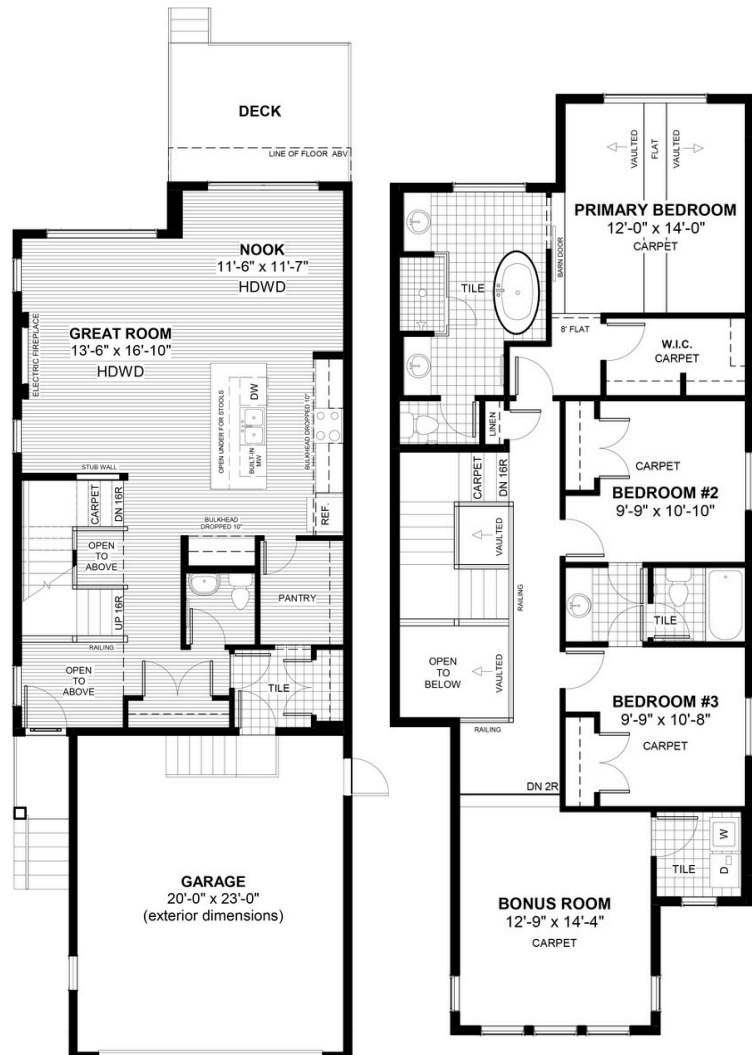 DECK
LINE OF FLOOR ABV
NOOK
11'-6" x 11'-7"
HDWD
GREAT ROOM
13'-6" x 16'-10"
HDWD
ELECTRIC FIREPLACE
OPEN UNDER FOR STOOLS
DW
BUILT-IN
MW
BULKHEAD DROPPED 10"
REF.
STUB WALL
CARPET
DN 16R
BULKHEAD
DROPPED 10"
OPEN
TO
ABOVE
UP 16R
PANTRY
RAILING
OPEN
TO
ABOVE
TILE
GARAGE
20'-0" x 23'-0"
(exterior dimensions)
VAULTED
FLAT
VAULTED
PRIMARY BEDROOM
12'-0" x 14'-0"
CARPET
BARN DOOR
TILE
8' FLAT
W.I.C.
CARPET
LINEN
CARPET
DN 16R
CARPET
BEDROOM #2
9'-9" x 10'-10"
VAULTED
RAILING
TILE
OPEN
TO
BELOW
VAULTED
RAILING
BEDROOM #3
9'-9" x 10'-8"
CARPET
DN 2R
W
D
TILE
BONUS ROOM
12'-9" x 14'-4"
CARPET